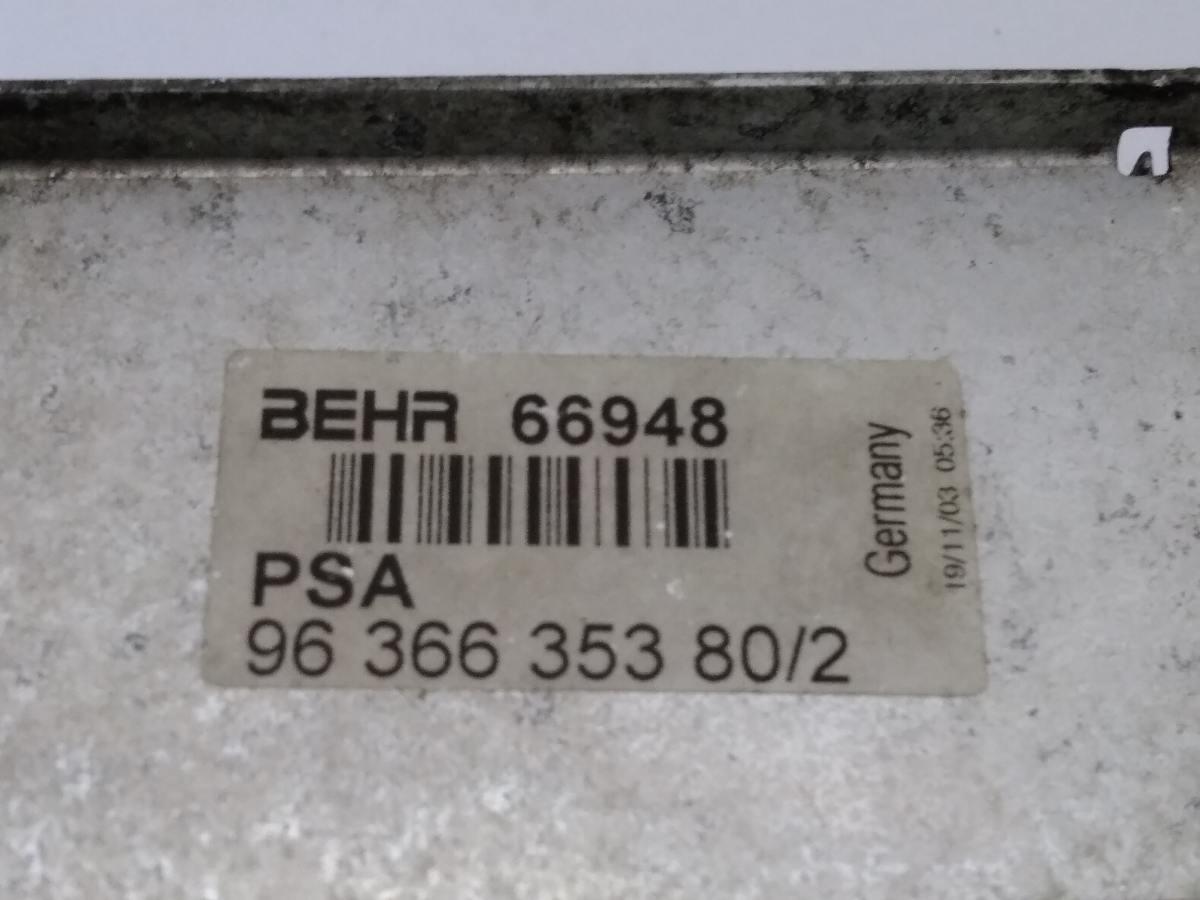 BEHR 66948
PSA
96 366 353 80/2
Germany
19/11/03 05:36